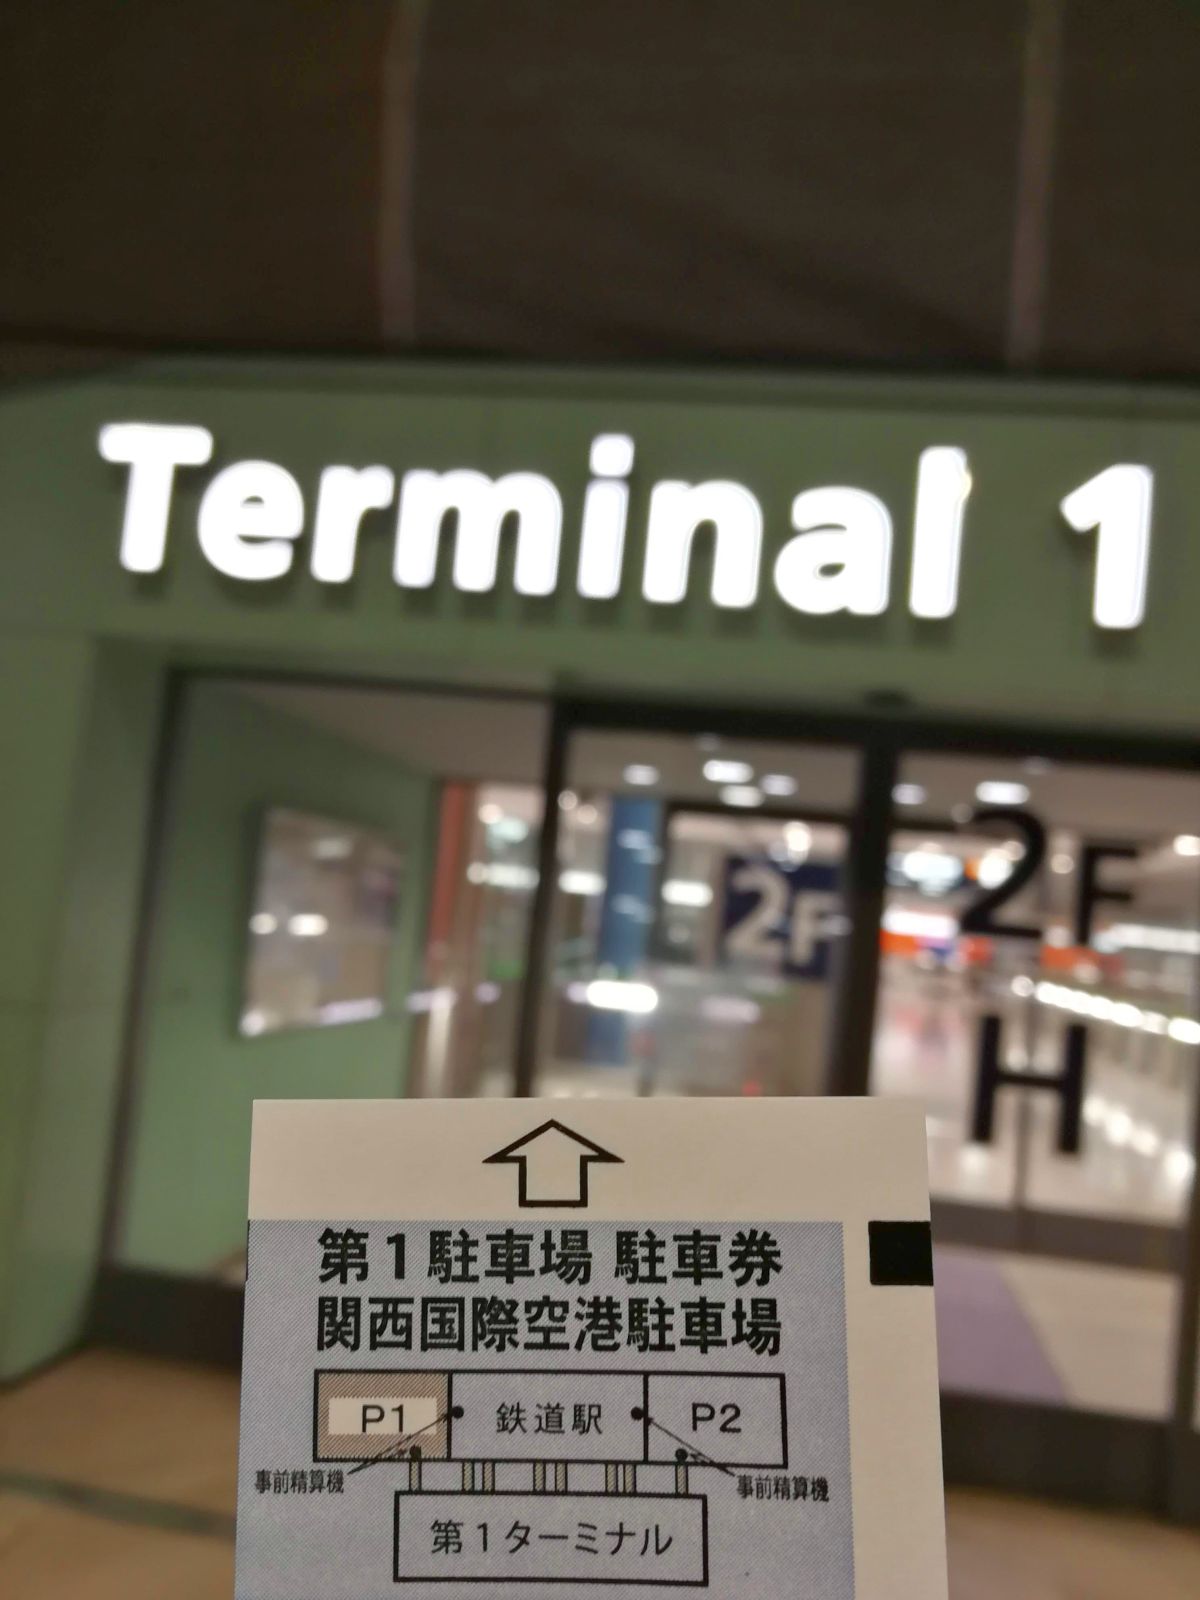 Terminal 1
2F
2F
H
第1駐車場 駐車券
関西国際空港駐車場
P1
鉄道駅
P2
事前精算機
事前精算機
第1ターミナル